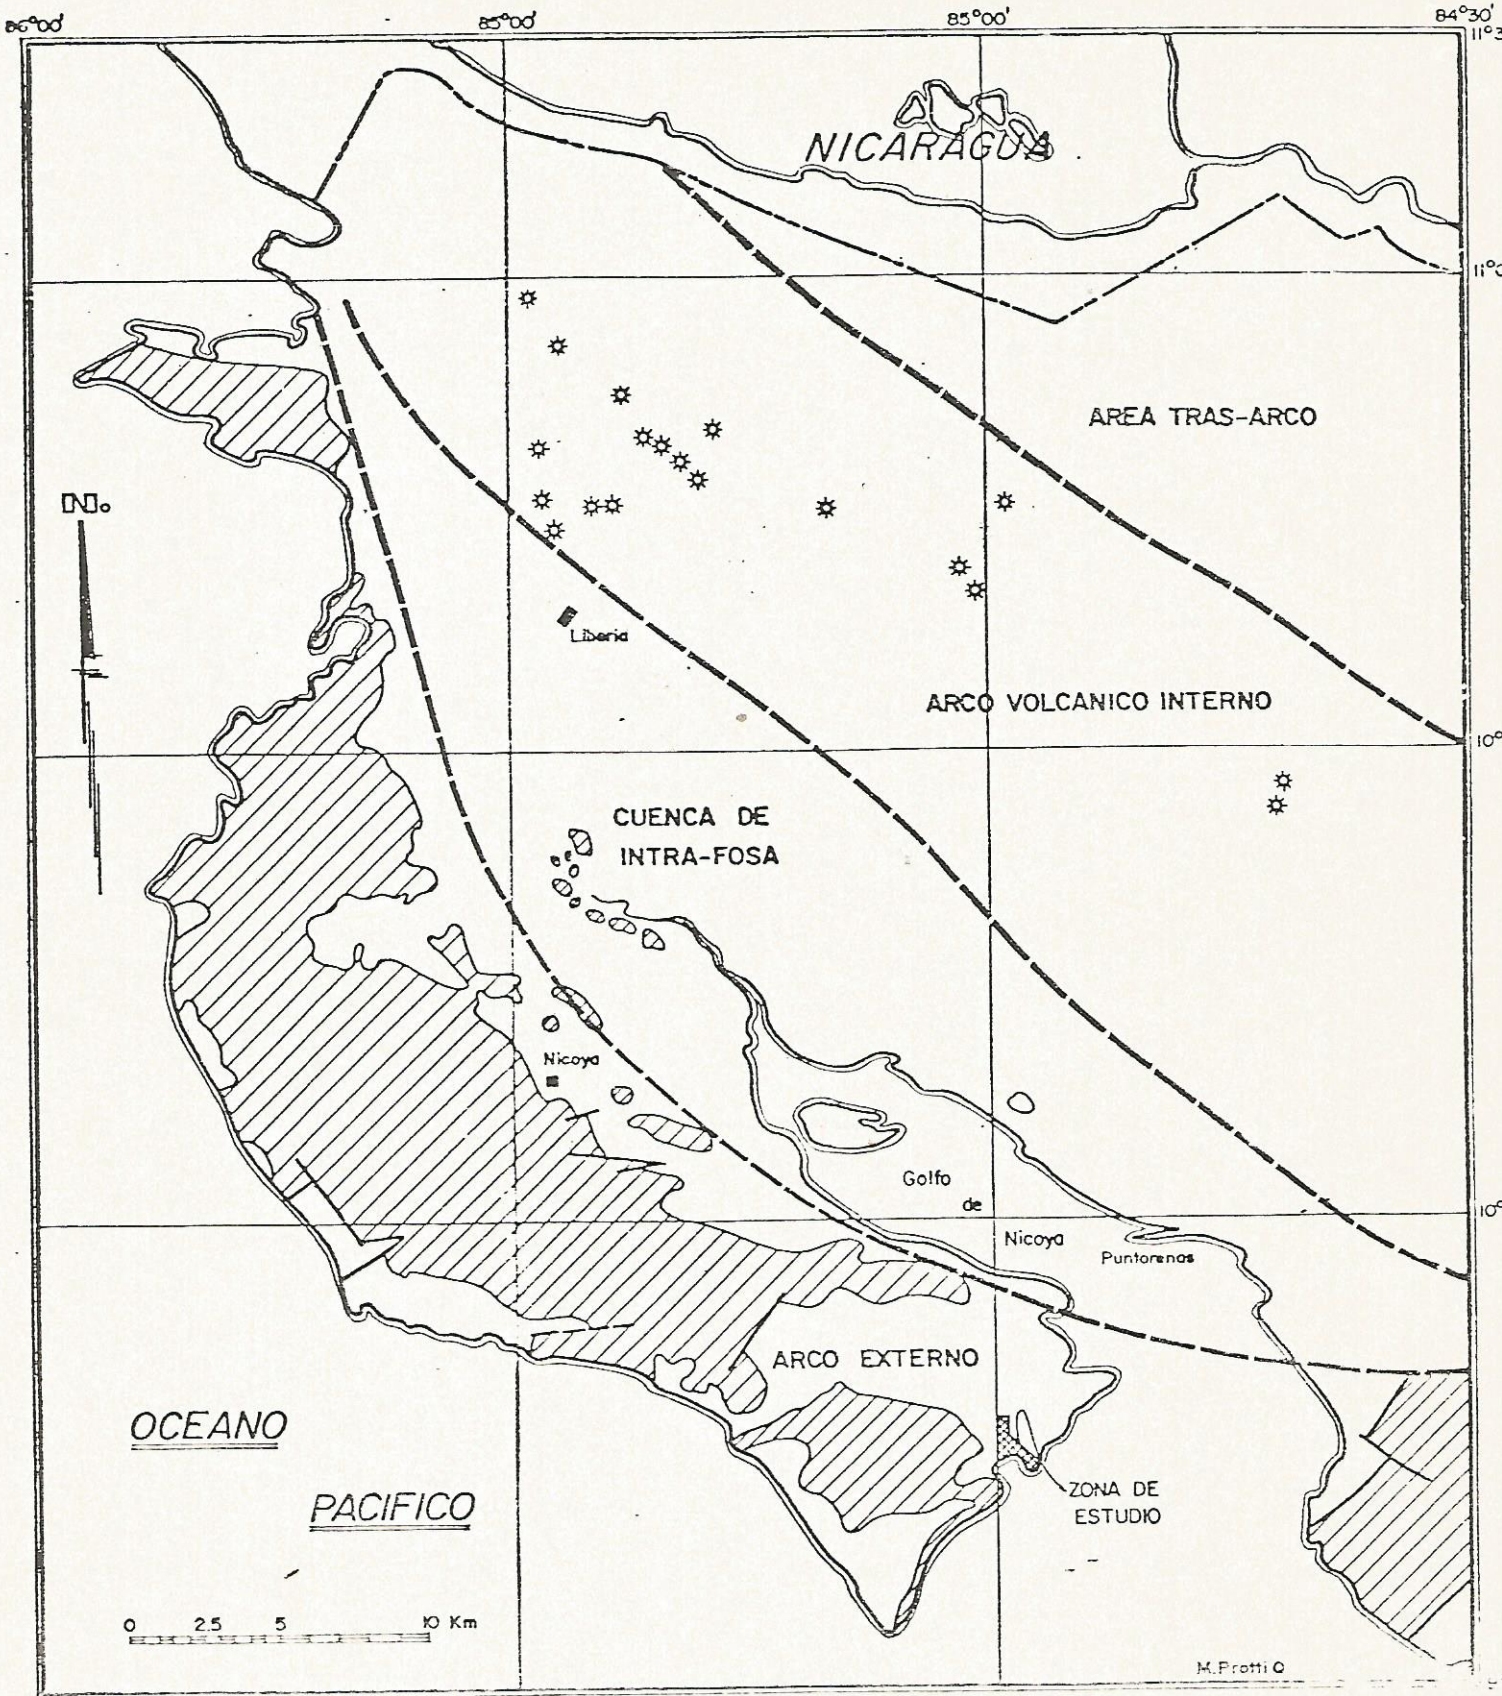 86°00'
85°00'
85°00'
84°30'
NICARAGUA
AREA TRAS-ARCO
N.
Liberia
ARCO VOLCANICO INTERNO
CUENCA DE
INTRA-FOSA
Nicoya
Golfo
de
Nicoya
Puntarenas
ARCO EXTERNO
OCEANO
PACIFICO
ZONA DE
ESTUDIO
0 2.5 5 10 Km
M. Protti Q